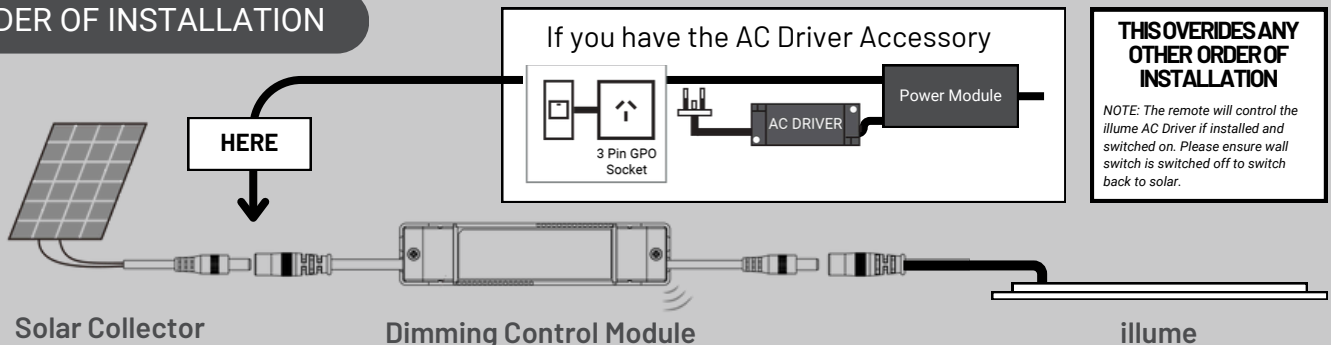 DER OF INSTALLATION
If you have the AC Driver Accessory
3 Pin GPO
Socket
AC DRIVER
Power Module
THIS OVERIDES ANY
OTHER ORDER OF
INSTALLATION
NOTE: The remote will control the
illume AC Driver if installed and
switched on. Please ensure wall
switch is switched off to switch
back to solar.
HERE
Solar Collector
Dimming Control Module
illume